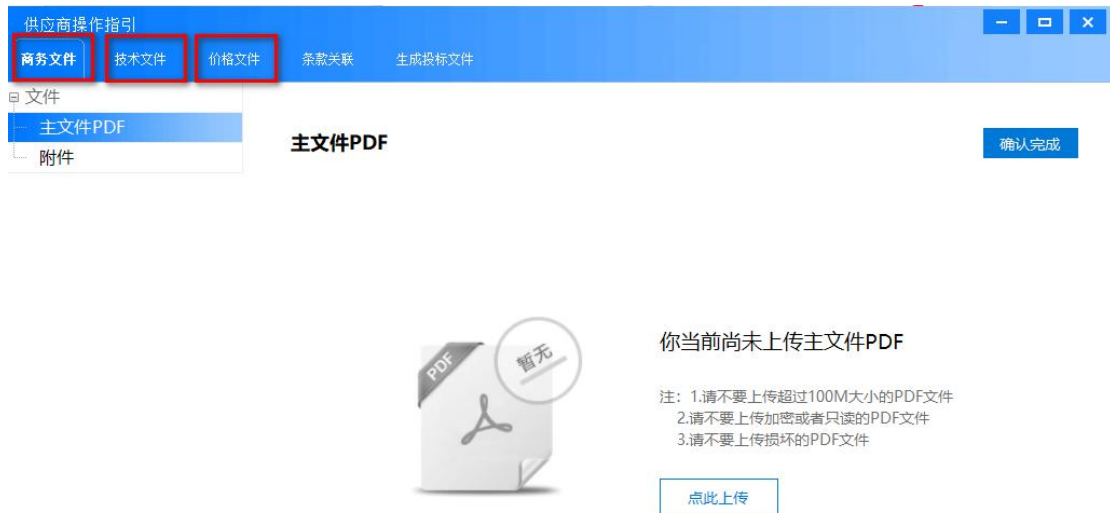 供应商操作指引
商务文件 技术文件 价格文件 条款关联 生成投标文件
文件
主文件PDF
附件
主文件PDF
确认完成
PDF
暂无
你当前尚未上传主文件PDF
注：1.请不要上传超过100M大小的PDF文件
2.请不要上传加密或者只读的PDF文件
3.请不要上传损坏的PDF文件
点此上传